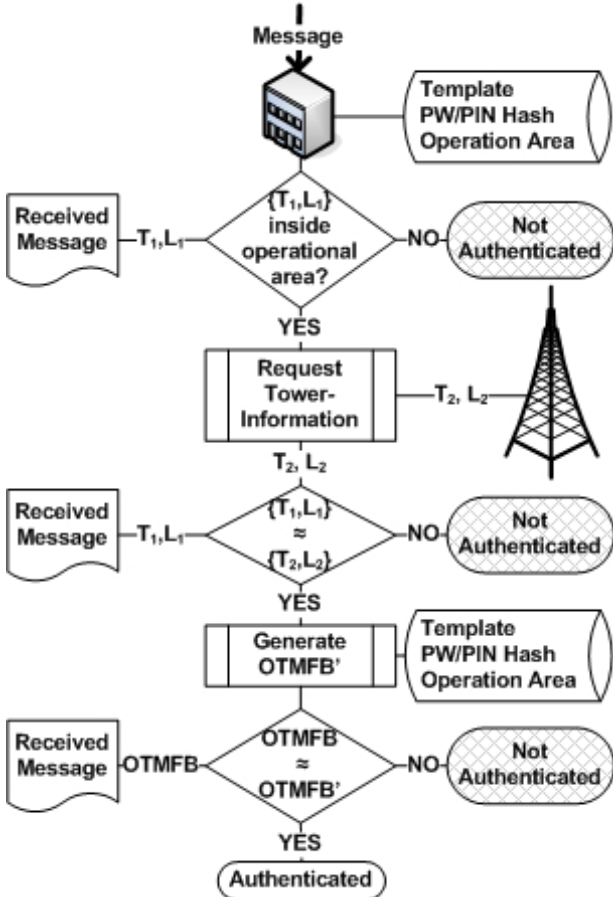 Message
Template
PW/PIN Hash
Operation Area
Received
Message
T₁,L₁
{T₁,L₁}
inside
operational
area?
NO
Not
Authenticated
YES
Request
Tower-
Information
T₂, L₂
T₂, L₂
Received
Message
T₁,L₁
{T₁,L₁}
≈
{T₂,L₂}
NO
Not
Authenticated
YES
Generate
OTMFB'
Template
PW/PIN Hash
Operation Area
Received
Message
OTMFB
OTMFB
≈
OTMFB'
NO
Not
Authenticated
YES
Authenticated